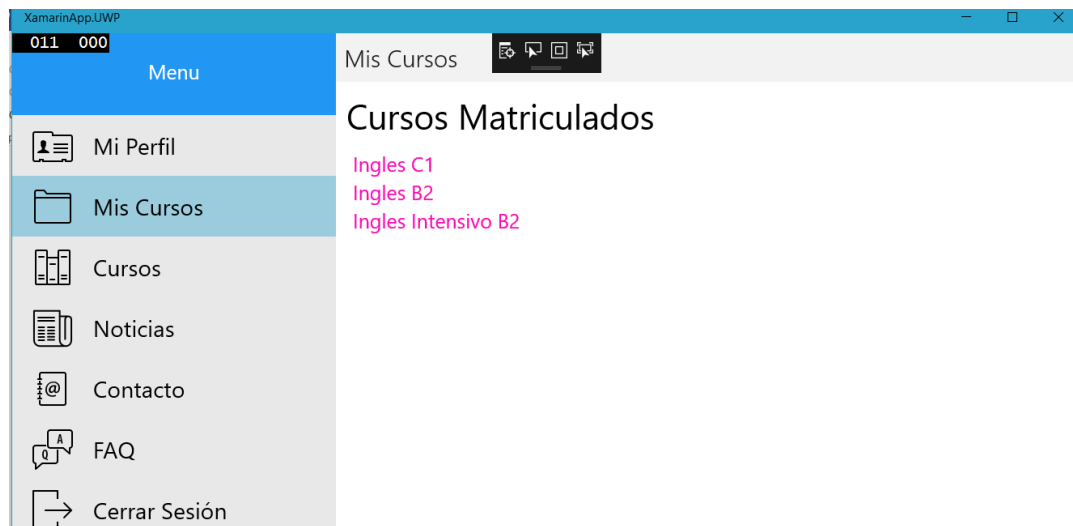 XamarinApp.UWP
011 000
Menu
Mis Cursos
Cursos Matriculados
Ingles C1
Ingles B2
Ingles Intensivo B2
Mi Perfil
Mis Cursos
Cursos
Noticias
@
Contacto
A
Q
FAQ
Cerrar Sesión